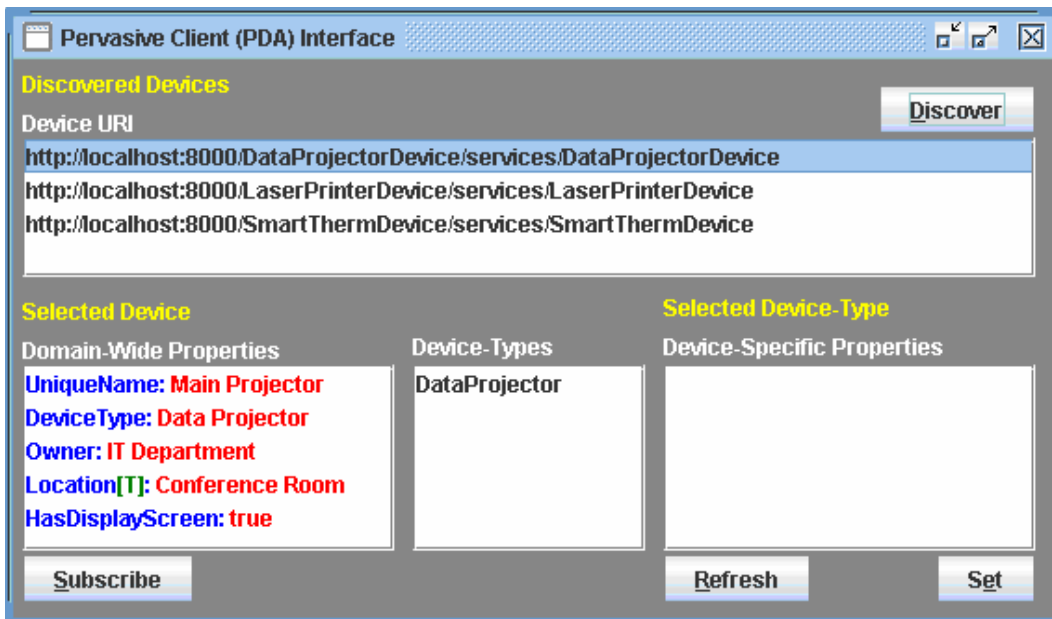 Pervasive Client (PDA) Interface
Discovered Devices
Discover
Device URI
http://localhost:8000/DataProjectorDevice/services/DataProjectorDevice
http://localhost:8000/LaserPrinterDevice/services/LaserPrinterDevice
http://localhost:8000/SmartThermDevice/services/SmartThermDevice
Selected Device
Selected Device-Type
Domain-Wide Properties
Device-Types
Device-Specific Properties
UniqueName: Main Projector
DataProjector
DeviceType: Data Projector
Owner: IT Department
Location[T]: Conference Room
HasDisplayScreen: true
Subscribe
Refresh
Set